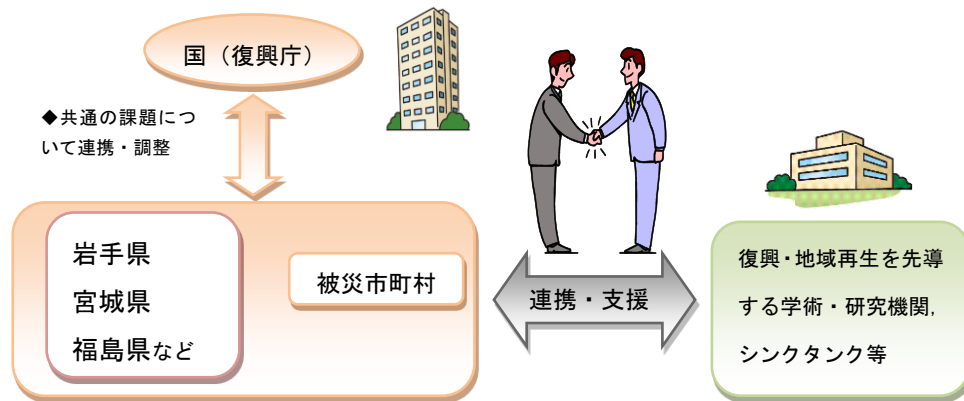 国（復興庁）
◆共通の課題につ
いて連携・調整
岩手県
宮城県
福島県など
被災市町村
連携・支援
復興・地域再生を先導
する学術・研究機関,
シンクタンク等